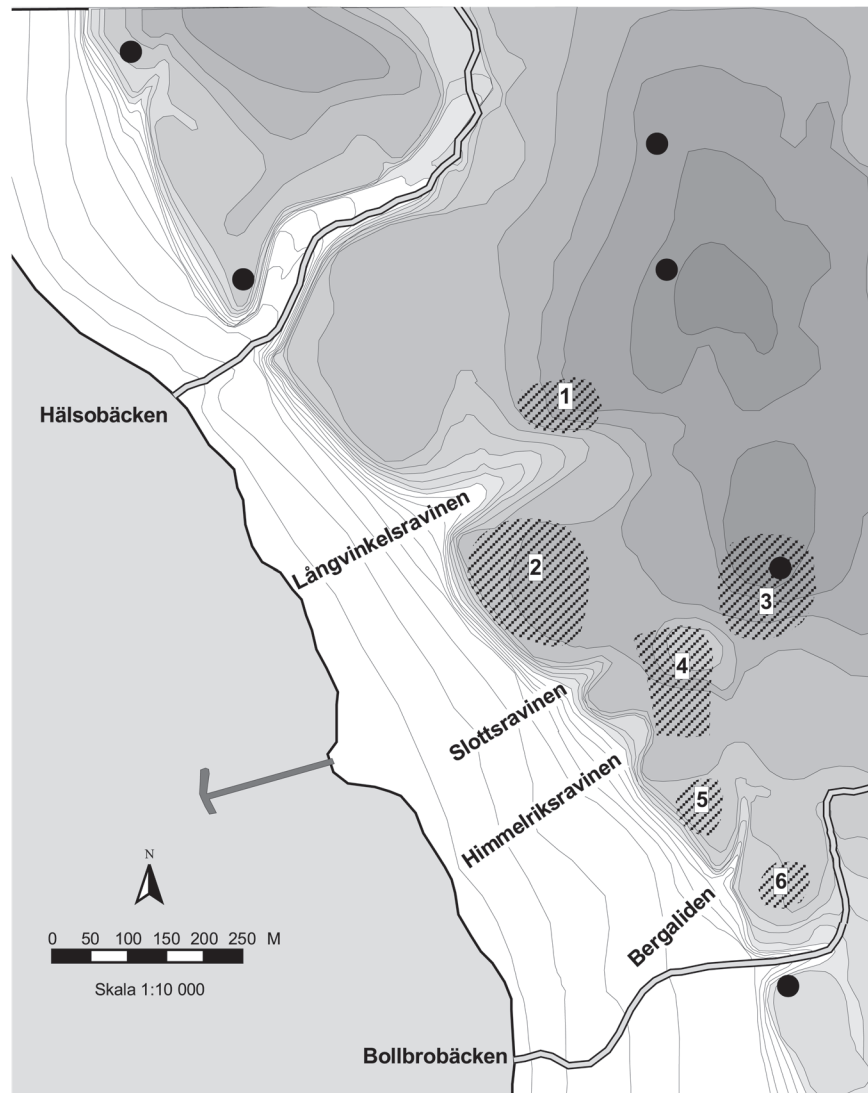 1
Hälsobäcken
Långvinkelsravinen
2
3
4
Slottsravinen
5
Himmelriksravinen
6
N
Bergaliden
0 50 100 150 200 250 M
Skala 1:10 000
Bollbrobäcken